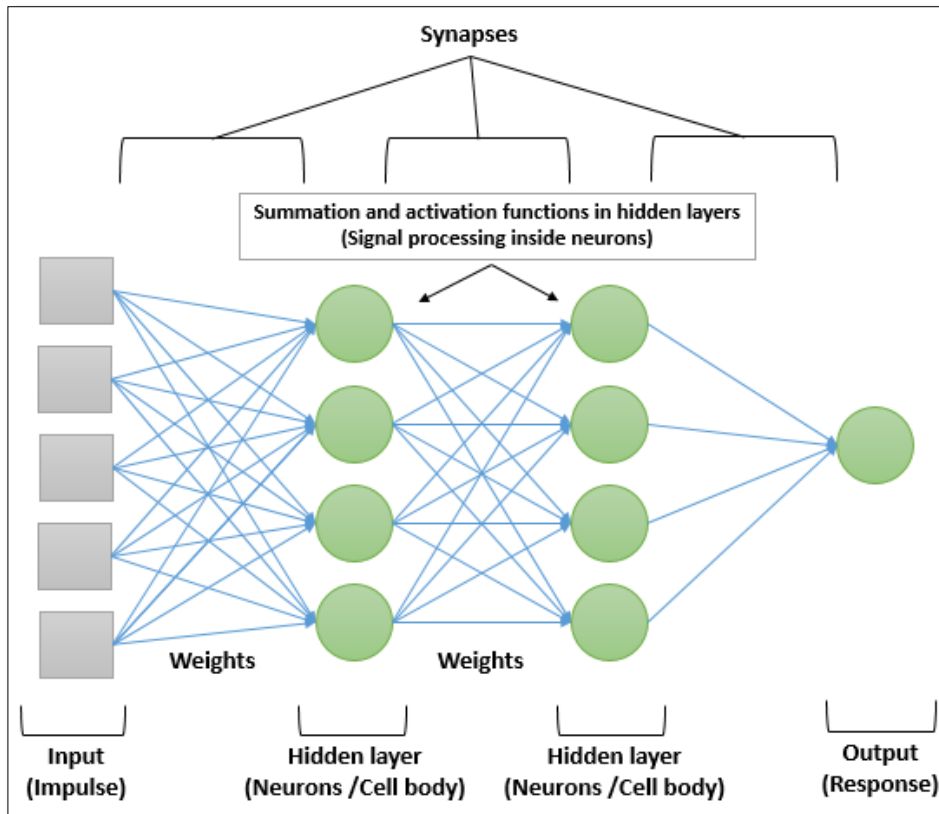 Synapses
Summation and activation functions in hidden layers
(Signal processing inside neurons)
Weights
Weights
Input
(Impulse)
Hidden layer
(Neurons /Cell body)
Hidden layer
(Neurons /Cell body)
Output
(Response)